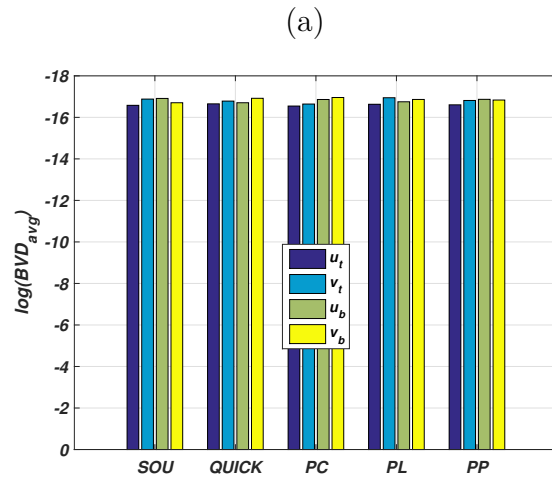 (a)
-18
-16
-14
-12
-10
-8
-6
-4
-2
0
log(BVD_avg)
u_t
v_t
u_b
v_b
SOU QUICK PC PL PP